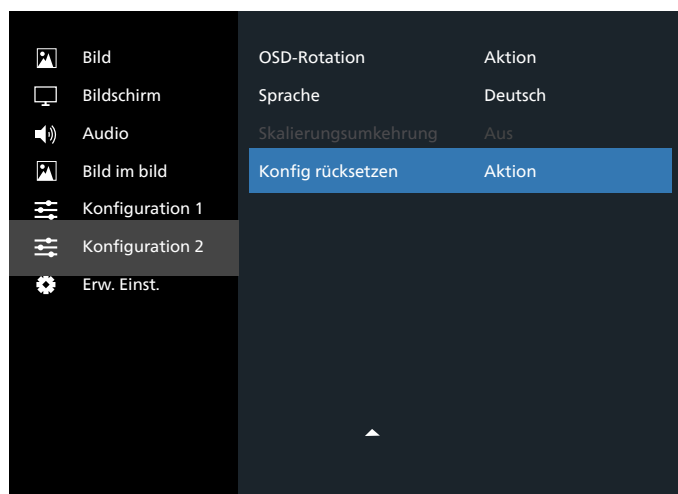 Bild
Bildschirm
Audio
Bild im bild
Konfiguration 1
Konfiguration 2
Erw. Einst.
OSD-Rotation Aktion
Sprache Deutsch
Skalierungsumkehrung Aus
Konfig rücksetzen Aktion